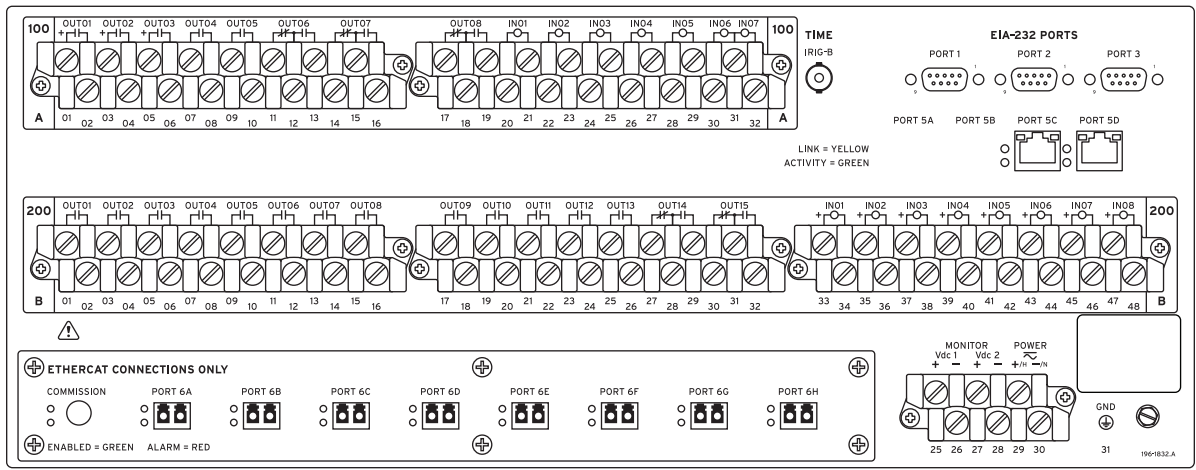 100 OUT01 OUT02 OUT03 OUT04 OUT05 OUT06 OUT07 OUT08 IN01 IN02 IN03 IN04 IN05 IN06 IN07 100
+ + +
A 01 02 03 04 05 06 07 08 09 10 11 12 13 14 15 16 17 18 19 20 21 22 23 24 25 26 27 28 29 30 31 32 A
TIME
IRIG-B
EIA-232 PORTS
PORT 1 PORT 2 PORT 3
1 1 1
9 9 9
PORT 5A PORT 5B PORT 5C PORT 5D
LINK = YELLOW
ACTIVITY = GREEN
200 OUT01 OUT02 OUT03 OUT04 OUT05 OUT06 OUT07 OUT08 OUT09 OUT10 OUT11 OUT12 OUT13 OUT14 OUT15 IN01 IN02 IN03 IN04 IN05 IN06 IN07 IN08 200
+ + + + + + + +
B 01 02 03 04 05 06 07 08 09 10 11 12 13 14 15 16 17 18 19 20 21 22 23 24 25 26 27 28 29 30 31 32 33 34 35 36 37 38 39 40 41 42 43 44 45 46 47 48 B
ETHERCAT CONNECTIONS ONLY
COMMISSION PORT 6A PORT 6B PORT 6C PORT 6D PORT 6E PORT 6F PORT 6G PORT 6H
ENABLED = GREEN ALARM = RED
MONITOR POWER
Vdc 1 Vdc 2
+ − + − +/H −/N
25 26 27 28 29 30
GND
31
196-1832.A